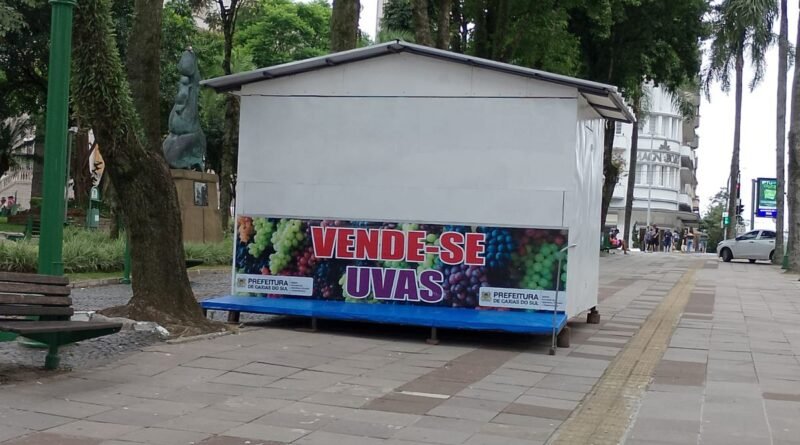 VENDE-SE
UVAS
PREFEITURA
DE CAXIAS DO SUL
PREFEITURA
DE CAXIAS DO SUL